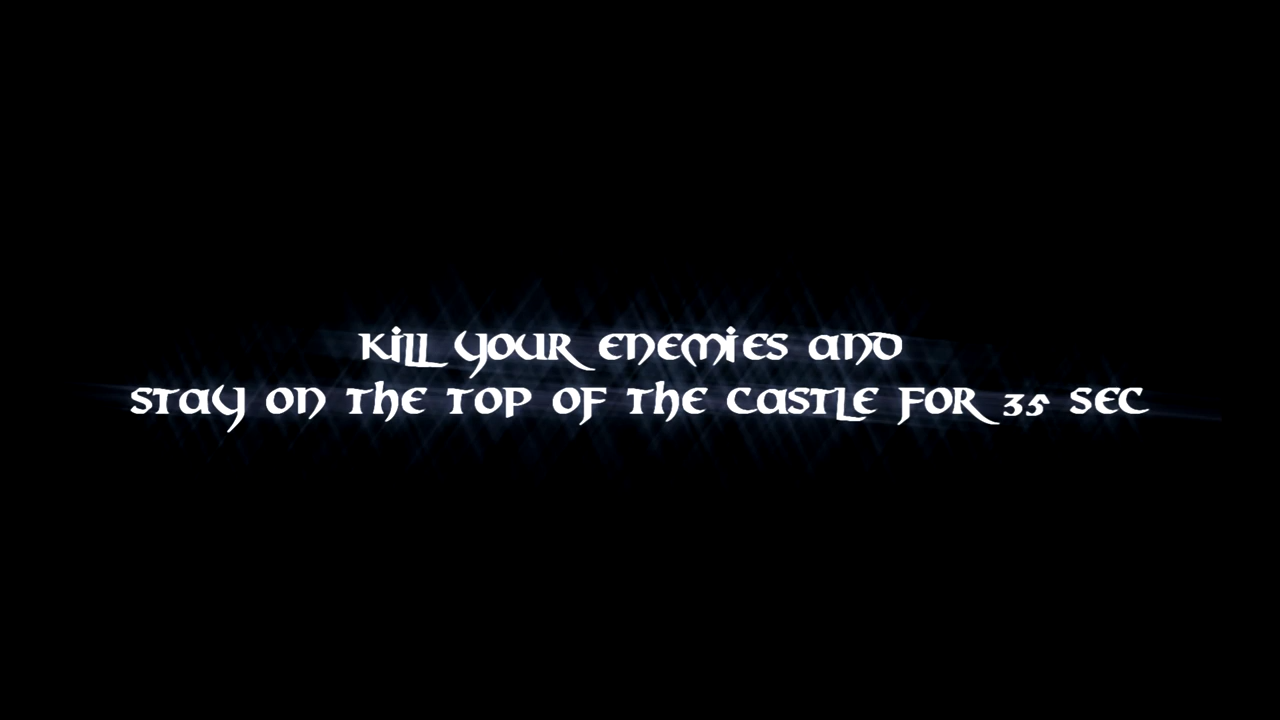 Kill your enemies and
stay on the top of the castle for 35 sec